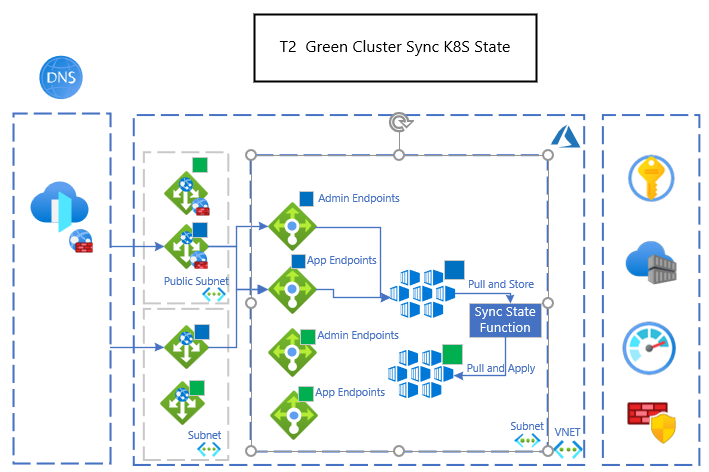 T2 Green Cluster Sync K8S State
DNS
Admin Endpoints
App Endpoints
Public Subnet
Pull and Store
Sync State
Function
Admin Endpoints
Pull and Apply
App Endpoints
Subnet
Subnet
VNET